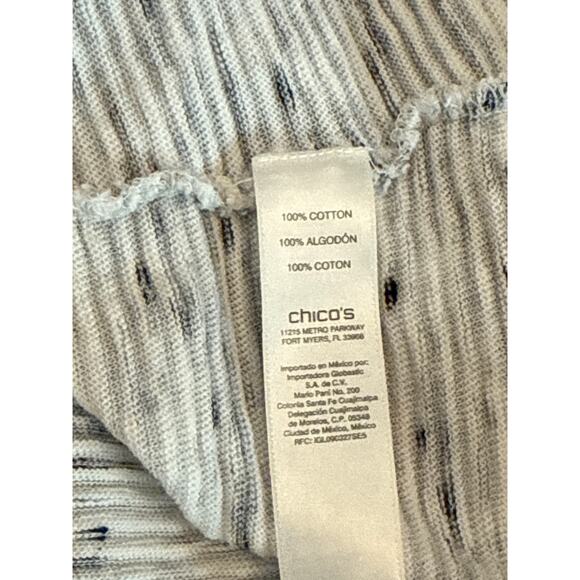 100% COTTON
100% ALGODÓN
100% COTON
chico's
11215 METRO PARKWAY
FORT MYERS, FL 33966
Importado en México por:
Importadora Globastic
S.A. de C.V.
Mario Pani No. 200
Colonia Santa Fe Cuajimalpa
Delegación Cuajimalpa
de Morelos, C.P. 05348
Ciudad de México, México
RFC: IGL090327SE5